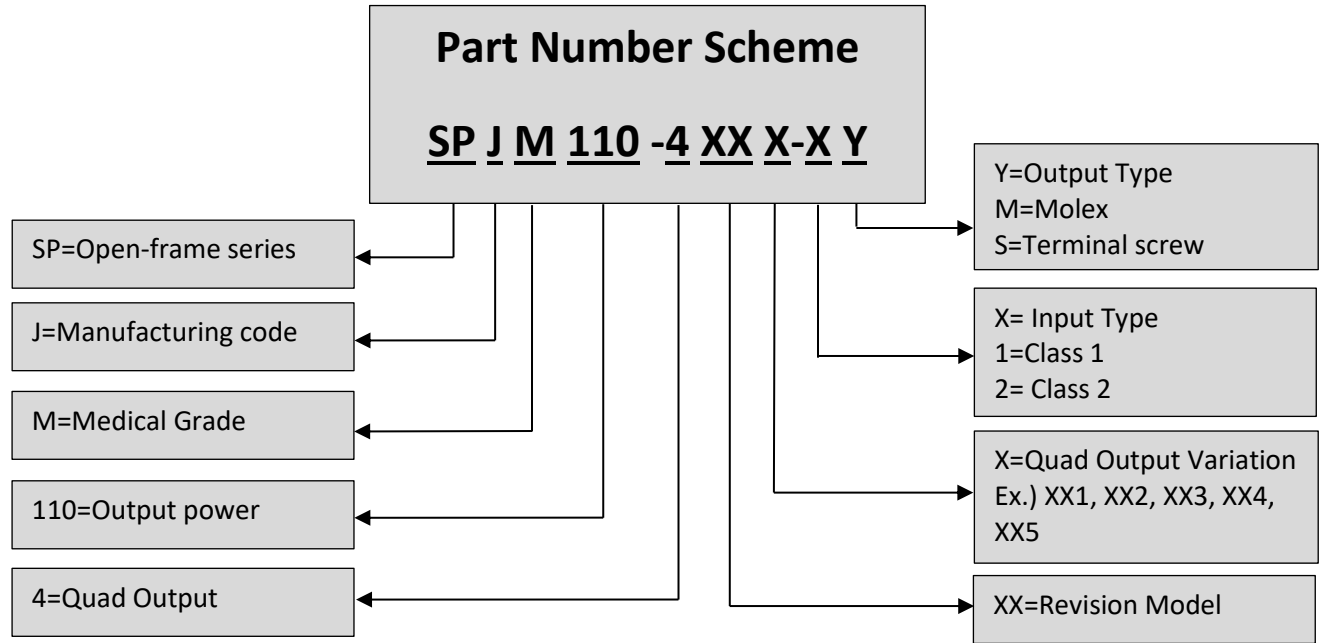 Part Number Scheme
SP J M 110 -4 XX X-X Y
SP=Open-frame series
J=Manufacturing code
M=Medical Grade
110=Output power
4=Quad Output
Y=Output Type
M=Molex
S=Terminal screw
X= Input Type
1=Class 1
2= Class 2
X=Quad Output Variation
Ex.) XX1, XX2, XX3, XX4,
XX5
XX=Revision Model